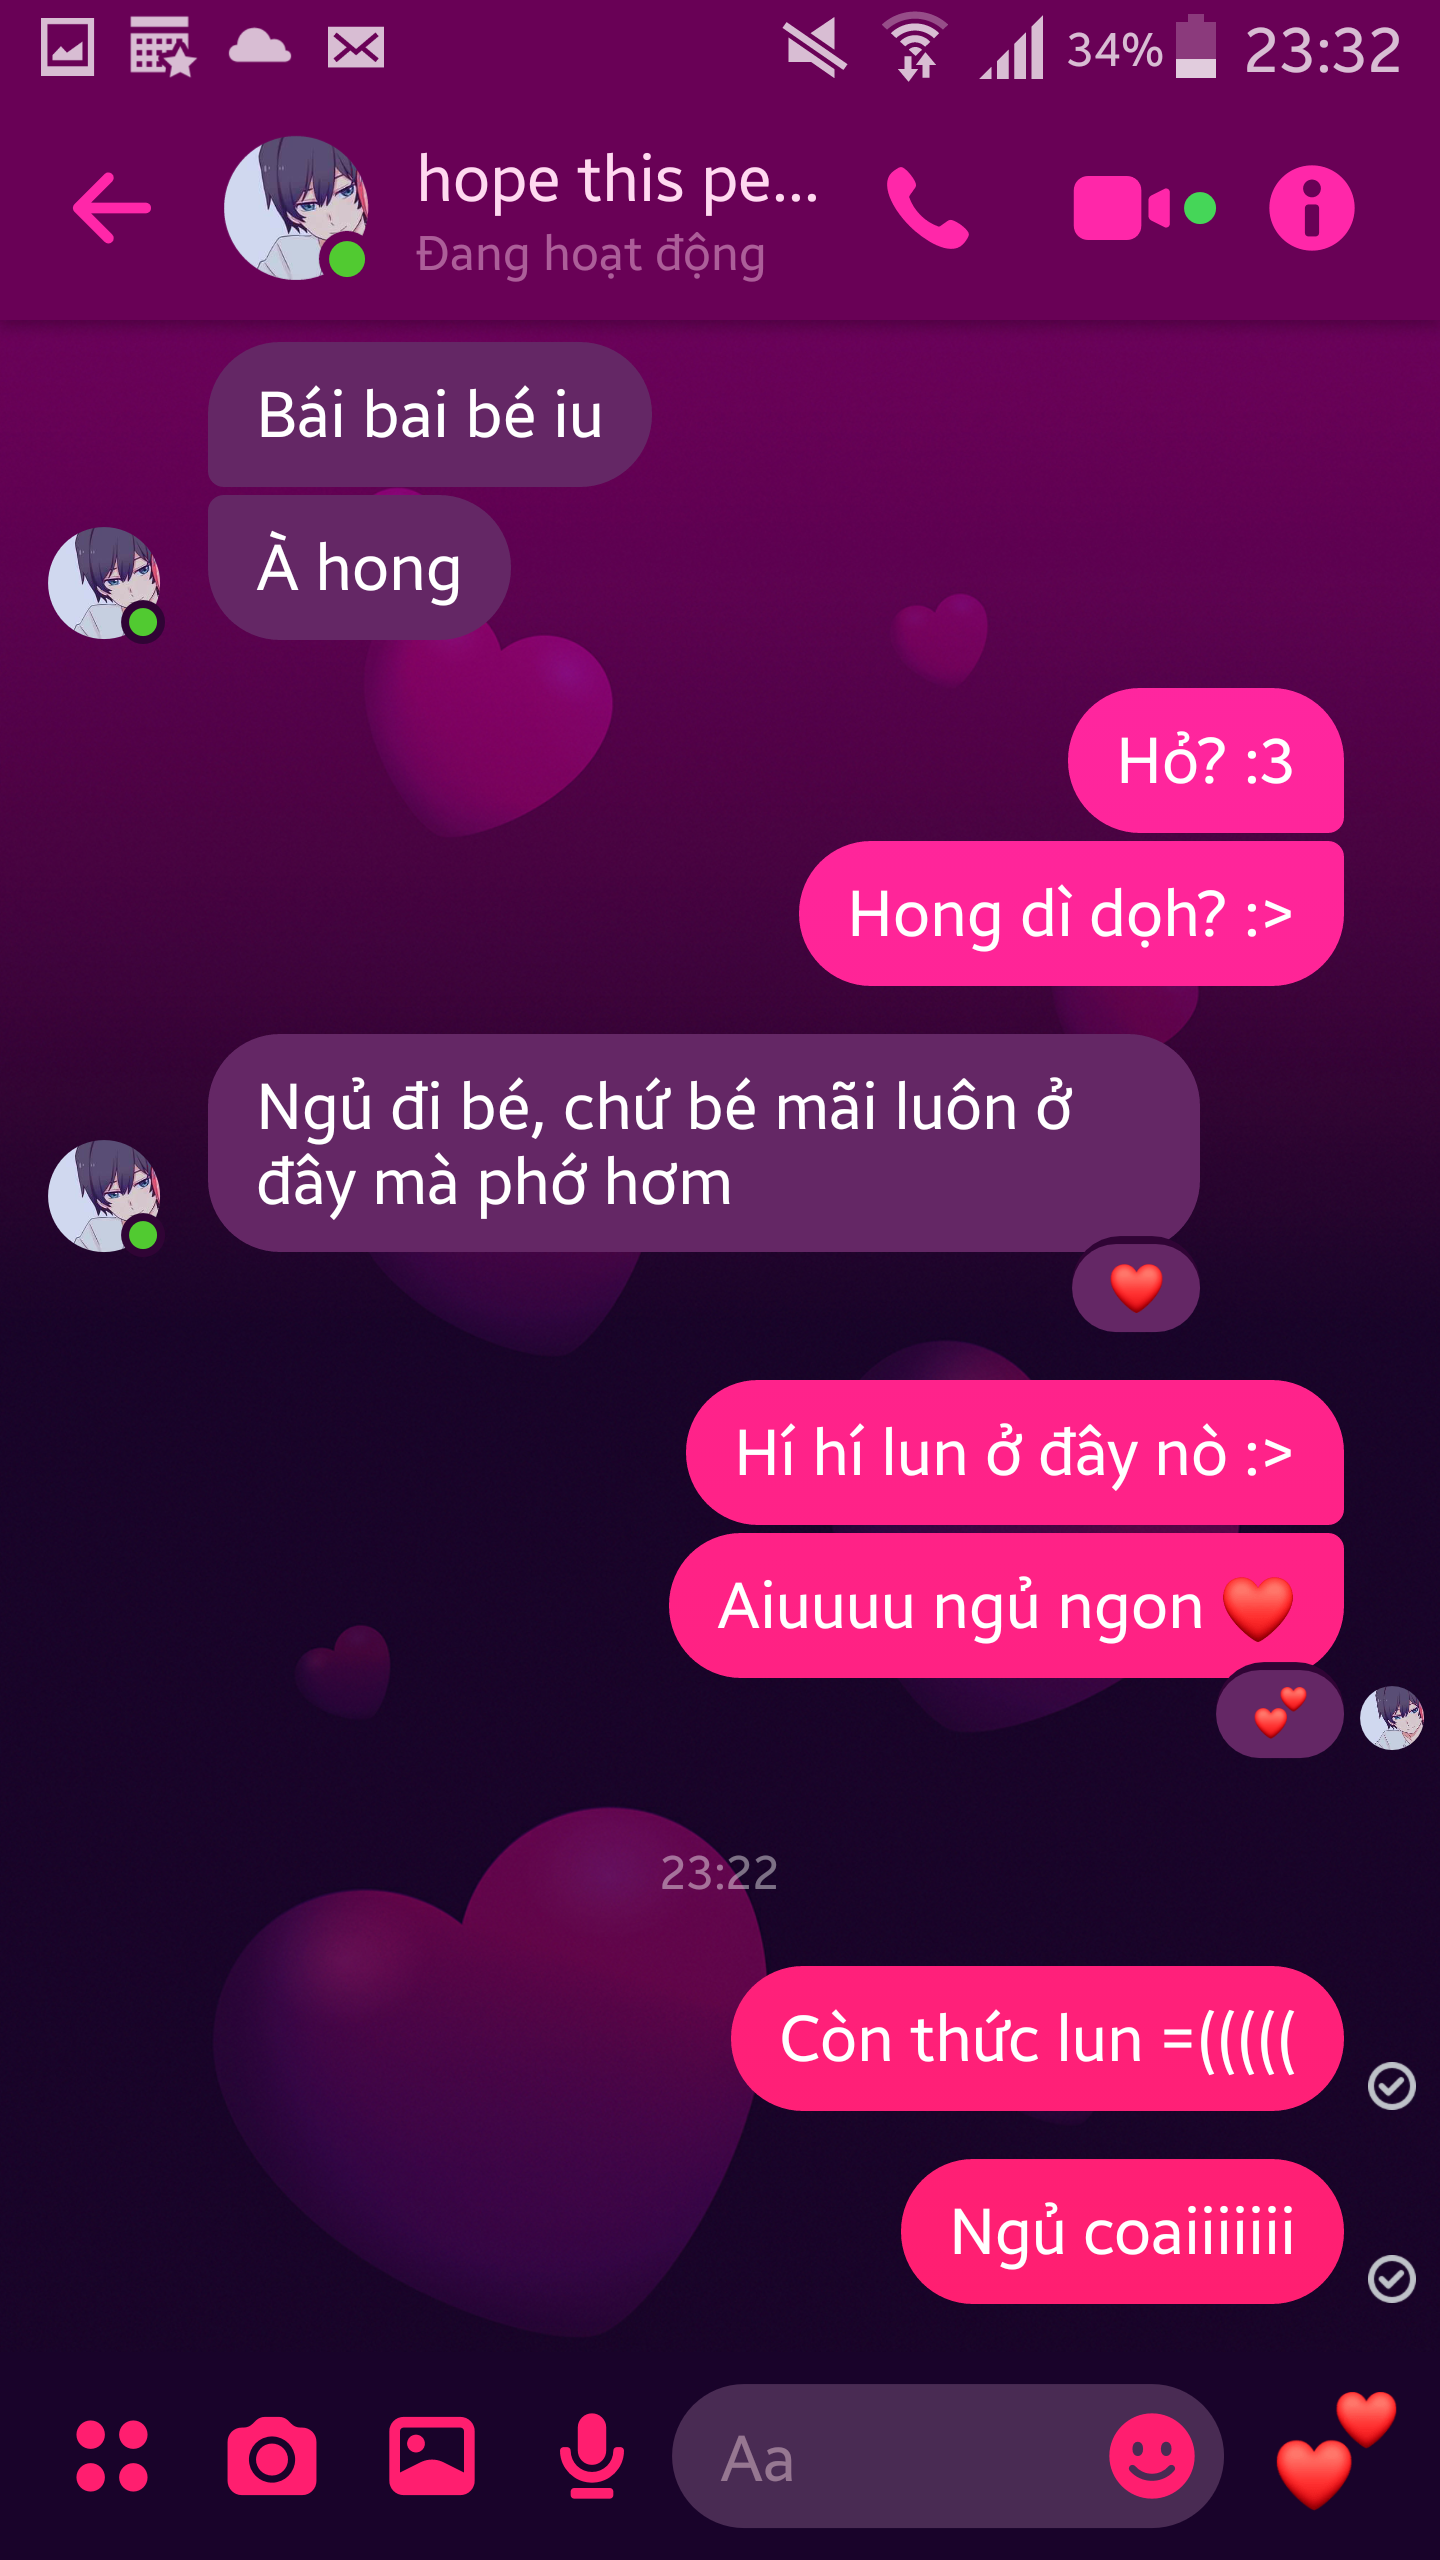 34% 23:32
hope this pe...
Đang hoạt động
Bái bai bé iu
À hong
Hỏ? :3
Hong dì dọh? :>
Ngủ đi bé, chứ bé mãi luôn ở
đây mà phớ hơm
❤️
Hí hí lun ở đây nò :>
Aiuuuu ngủ ngon ❤️
💕
23:22
Còn thức lun =(((((
Ngủ coaiiiiiii
Aa